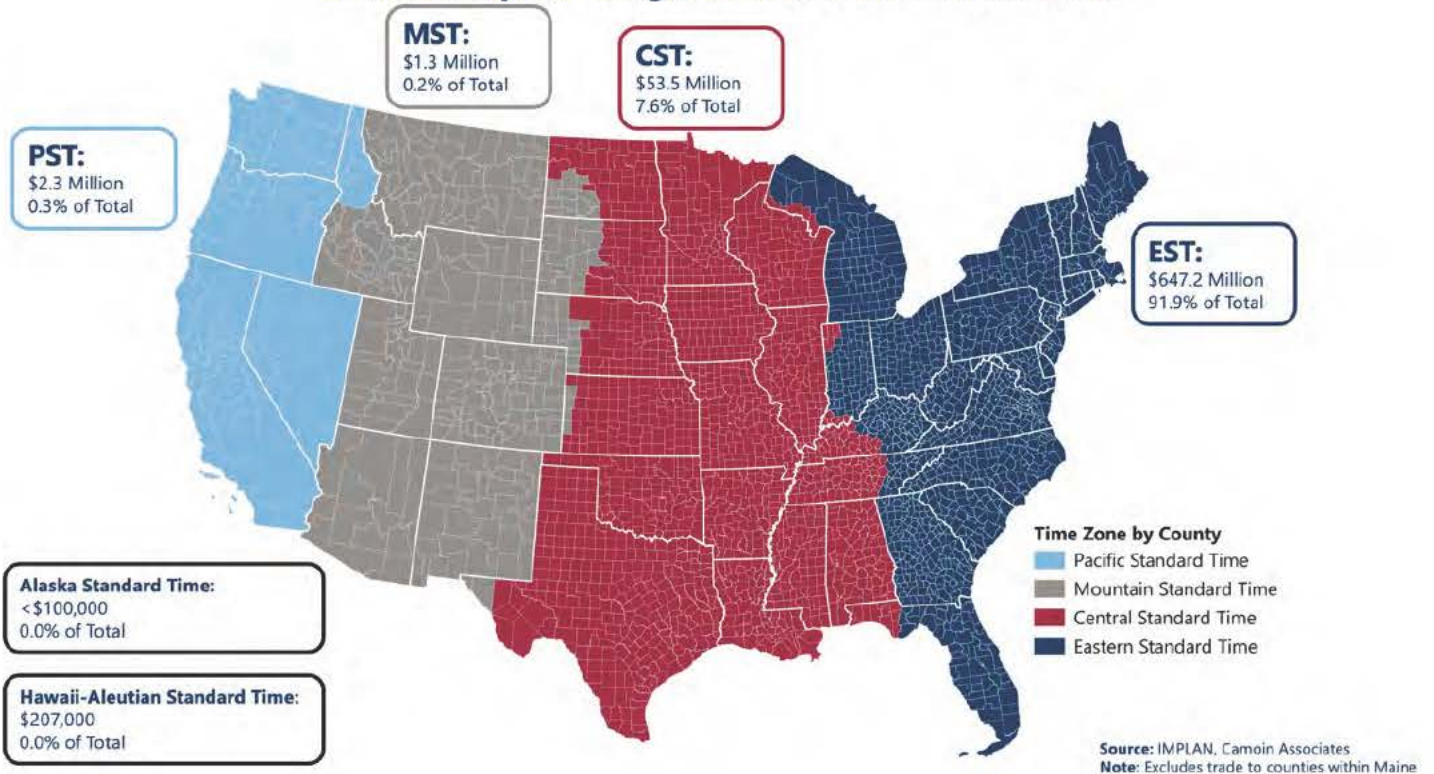 MST:
$1.3 Million
0.2% of Total
CST:
$53.5 Million
7.6% of Total
PST:
$2.3 Million
0.3% of Total
EST:
$647.2 Million
91.9% of Total
Time Zone by County
Pacific Standard Time
Mountain Standard Time
Central Standard Time
Eastern Standard Time
Alaska Standard Time:
<$100,000
0.0% of Total
Hawaii-Aleutian Standard Time:
$207,000
0.0% of Total
Source: IMPLAN, Camoin Associates
Note: Excludes trade to counties within Maine